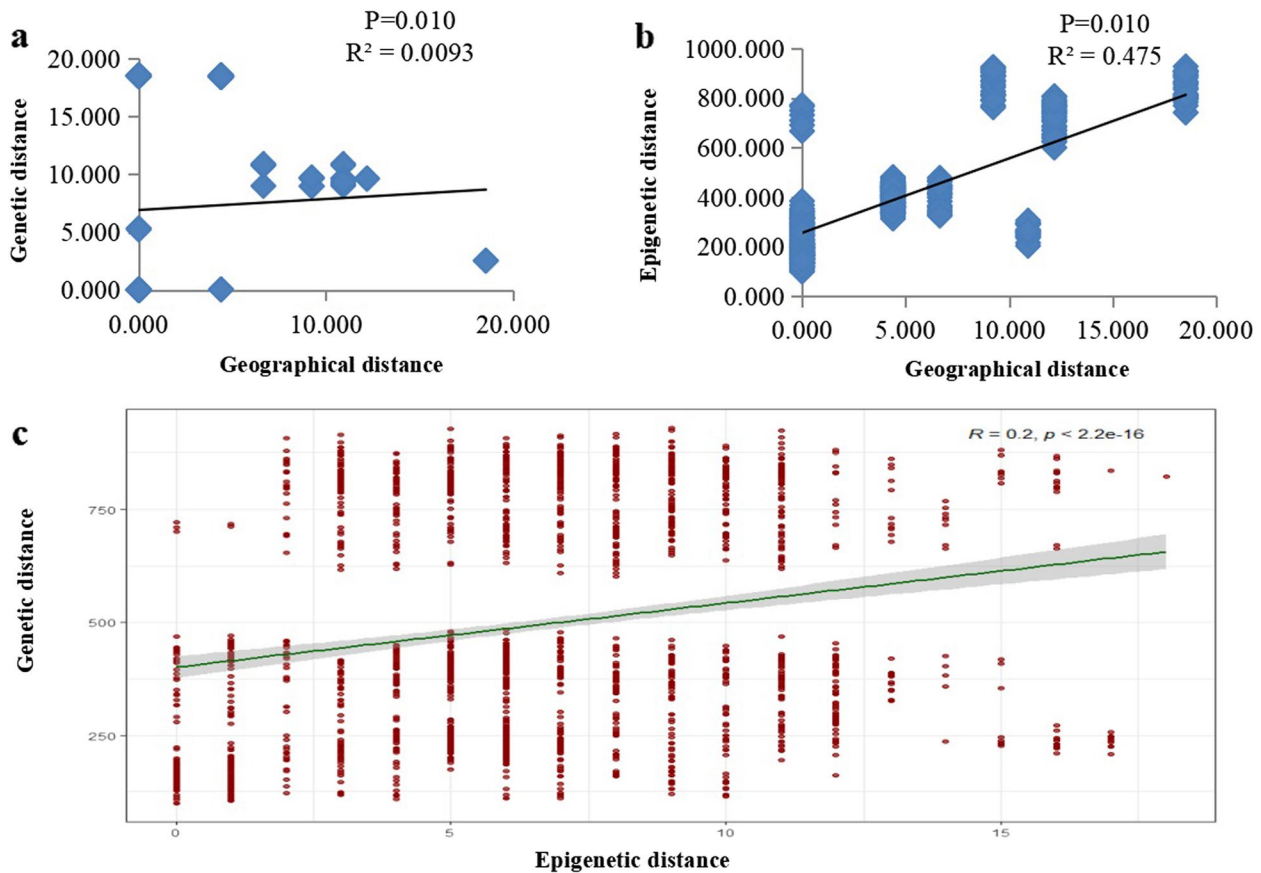 a
P=0.010
R² = 0.0093
Genetic distance
20.000
15.000
10.000
5.000
0.000
0.000 10.000 20.000
Geographical distance
b
P=0.010
R² = 0.475
Epigenetic distance
1000.000
800.000
600.000
400.000
200.000
0.000
0.000 5.000 10.000 15.000 20.000
Geographical distance
c
R = 0.2, p < 2.2e-16
Genetic distance
750
500
250
0 5 10 15
Epigenetic distance